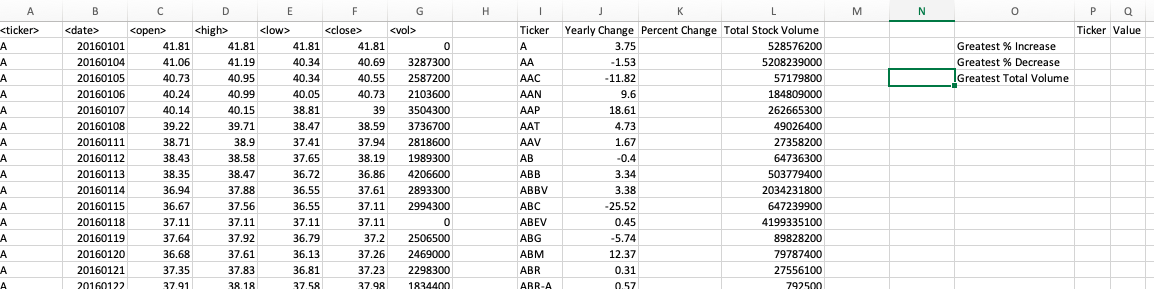 A B C D E F G H I J K L M N O P Q
<ticker> <date> <open> <high> <low> <close> <vol> Ticker Yearly Change Percent Change Total Stock Volume Ticker Value
A 20160101 41.81 41.81 41.81 41.81 0 A 3.75 528576200 Greatest % Increase
A 20160104 41.06 41.19 40.34 40.69 3287300 AA -1.53 5208239000 Greatest % Decrease
A 20160105 40.73 40.95 40.34 40.55 2587200 AAC -11.82 57179800 Greatest Total Volume
A 20160106 40.24 40.99 40.05 40.73 2103600 AAN 9.6 184809000
A 20160107 40.14 40.15 38.81 39 3504300 AAP 18.61 262665300
A 20160108 39.22 39.71 38.47 38.59 3736700 AAT 4.73 49026400
A 20160111 38.71 38.9 37.41 37.94 2818600 AAV 1.67 27358200
A 20160112 38.43 38.58 37.65 38.19 1989300 AB -0.4 64736300
A 20160113 38.35 38.47 36.72 36.86 4206600 ABB 3.34 503779400
A 20160114 36.94 37.88 36.55 37.61 2893300 ABBV 3.38 2034231800
A 20160115 36.67 37.56 36.55 37.11 2994300 ABC -25.52 647239900
A 20160118 37.11 37.11 37.11 37.11 0 ABEV 0.45 4199335100
A 20160119 37.64 37.92 36.79 37.2 2506500 ABG -5.74 89828200
A 20160120 36.68 37.61 36.13 37.26 2469000 ABM 12.37 79787400
A 20160121 37.35 37.83 36.81 37.23 2298300 ABR 0.31 27556100
A 20160122 37.91 38.18 37.58 37.98 1834400 ABR-A 0.57 792500